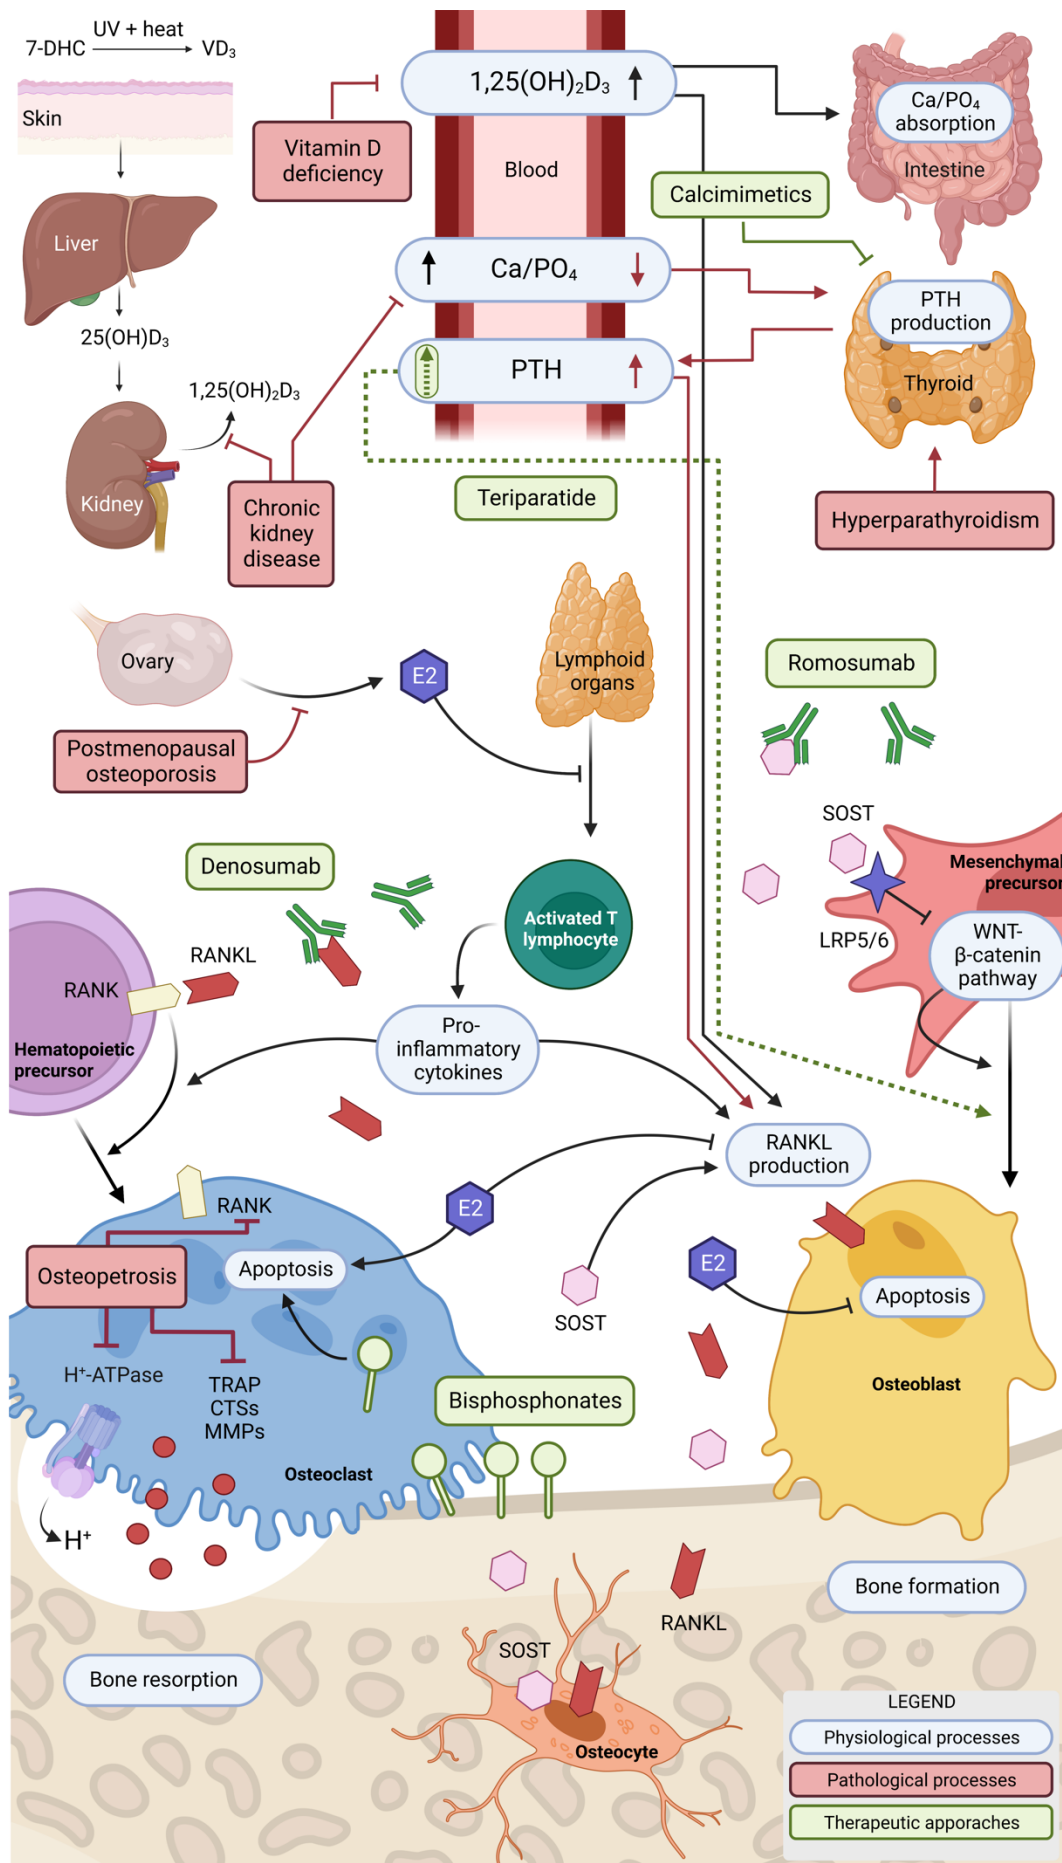 UV + heat
7-DHC
VD₃
Skin
Liver
25(OH)D₃
1,25(OH)₂D₃
Kidney
Vitamin D
deficiency
Chronic
kidney
disease
1,25(OH)₂D₃
Blood
Ca/PO₄
PTH
Ca/PO₄
absorption
Intestine
Calcimimetics
PTH
production
Thyroid
Hyperparathyroidism
Teriparatide
Ovary
E2
Lymphoid
organs
Romosumab
Postmenopausal
osteoporosis
SOST
Mesenchymal
precursor
LRP5/6
WNT-
β-catenin
pathway
Denosumab
Activated T
lymphocyte
RANKL
RANK
Hematopoietic
precursor
Pro-
inflammatory
cytokines
RANKL
production
RANK
E2
Osteopetrosis
Apoptosis
E2
Apoptosis
SOST
H⁺-ATPase
TRAP
CTSs
MMPs
Bisphosphonates
Osteoblast
Osteoclast
H⁺
Bone formation
RANKL
SOST
Bone resorption
Osteocyte
LEGEND
Physiological processes
Pathological processes
Therapeutic apporaches